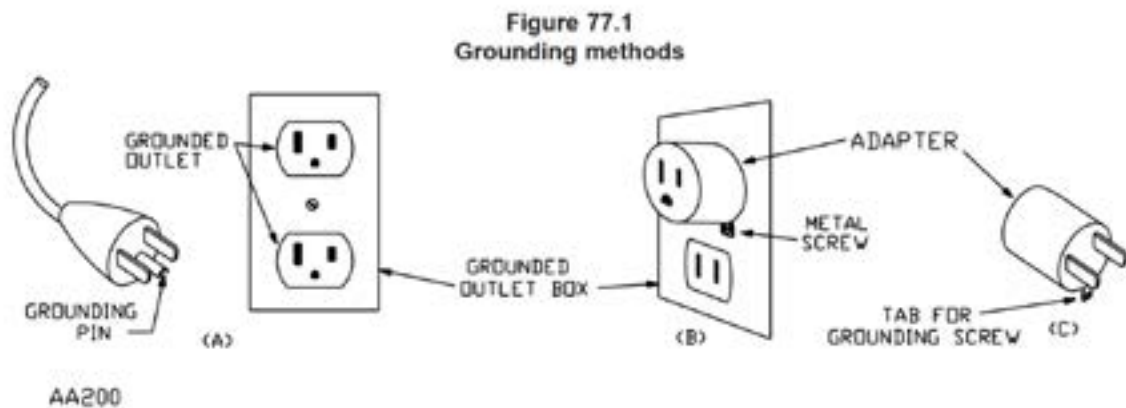 Figure 77.1
Grounding methods
GROUNDED
OUTLET
GROUNDING
PIN
(A)
GROUNDED
OUTLET BOX
ADAPTER
METAL
SCREW
(B)
TAB FOR
GROUNDING SCREW
(C)
AA200